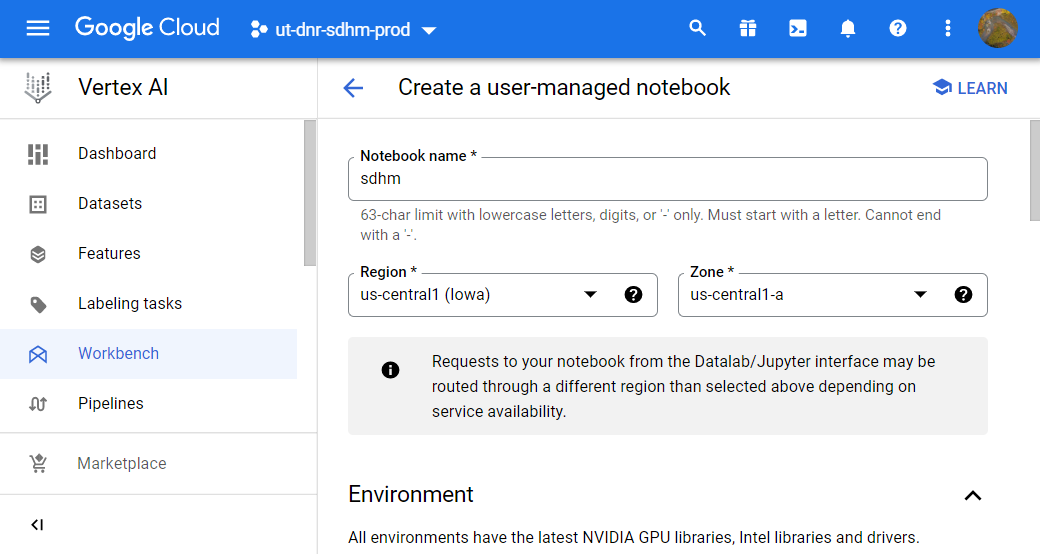 Google Cloud
ut-dnr-sdhm-prod
Vertex AI
Create a user-managed notebook
LEARN
Dashboard
Datasets
Features
Labeling tasks
Workbench
Pipelines
Marketplace
Notebook name *
sdhm
63-char limit with lowercase letters, digits, or '-' only. Must start with a letter. Cannot end
with a '-'.
Region *
us-central1 (Iowa)
Zone *
us-central1-a
Requests to your notebook from the Datalab/Jupyter interface may be
routed through a different region than selected above depending on
service availability.
Environment
All environments have the latest NVIDIA GPU libraries, Intel libraries and drivers.